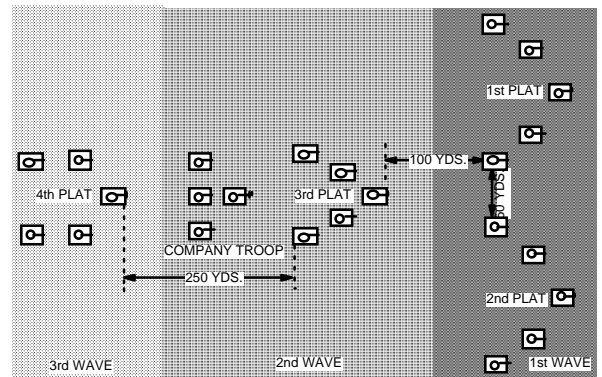 1st PLAT
100 YDS.
4th PLAT
3rd PLAT
50 YDS.
COMPANY TROOP
250 YDS.
2nd PLAT
3rd WAVE
2nd WAVE
1st WAVE